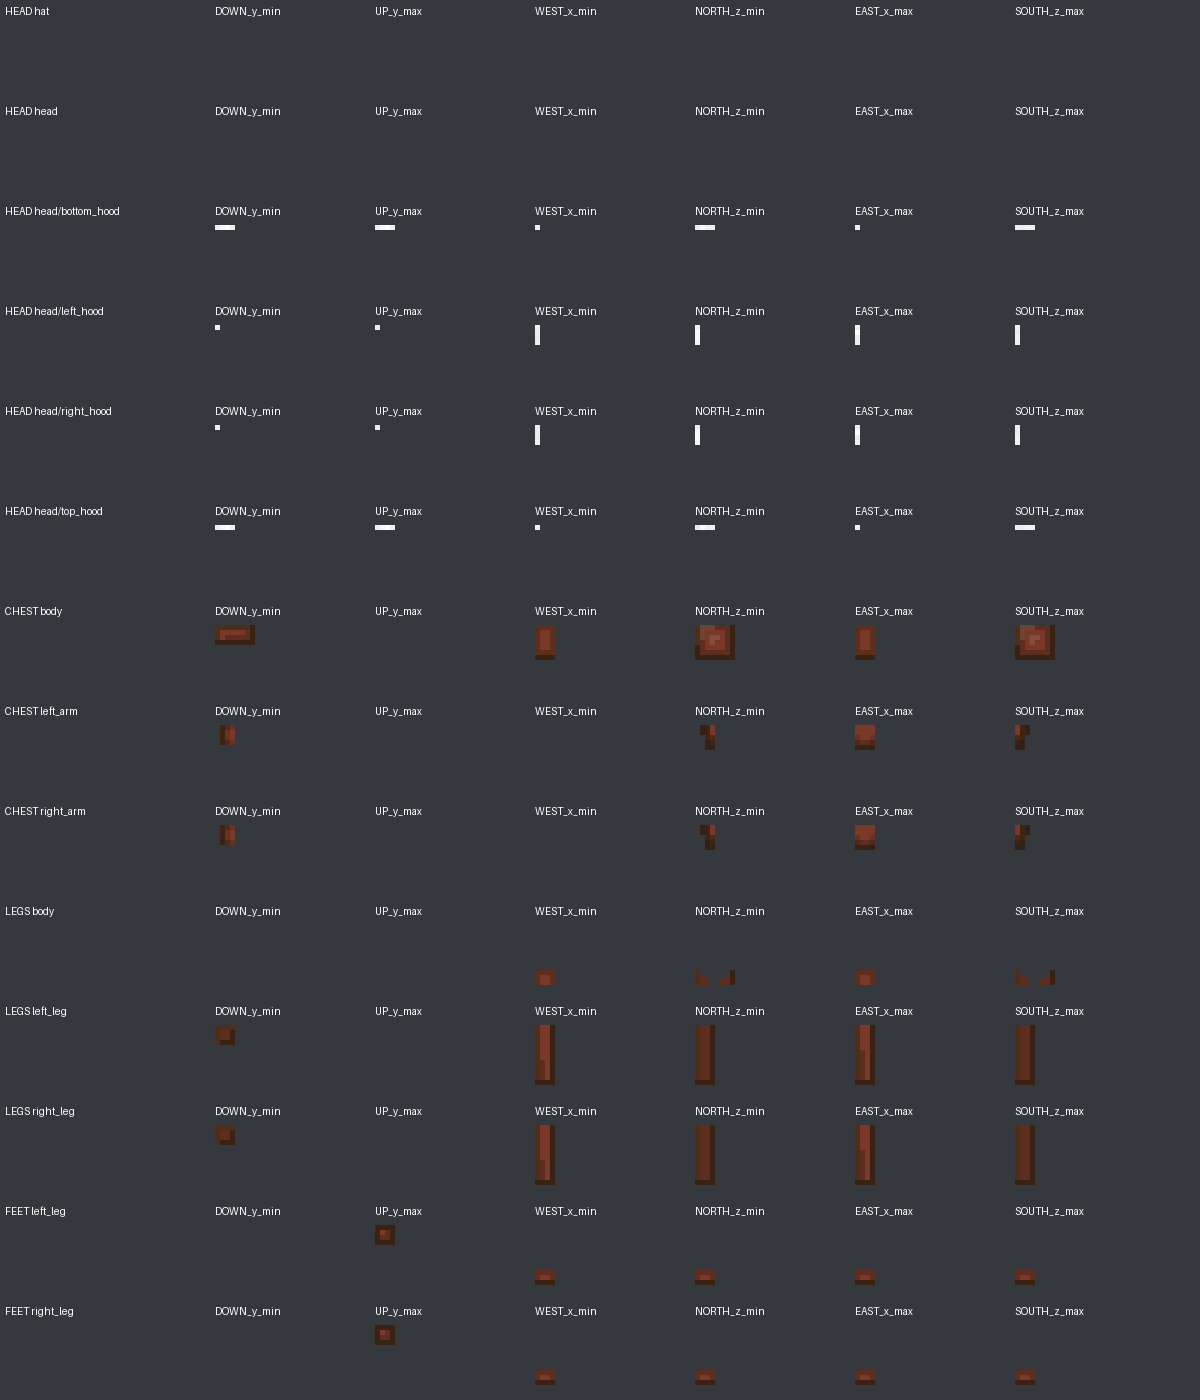 HEAD hat DOWN_y_min UP_y_max WEST_x_min NORTH_z_min EAST_x_max SOUTH_z_max
HEAD head DOWN_y_min UP_y_max WEST_x_min NORTH_z_min EAST_x_max SOUTH_z_max
HEAD head/bottom_hood DOWN_y_min UP_y_max WEST_x_min NORTH_z_min EAST_x_max SOUTH_z_max
HEAD head/left_hood DOWN_y_min UP_y_max WEST_x_min NORTH_z_min EAST_x_max SOUTH_z_max
HEAD head/right_hood DOWN_y_min UP_y_max WEST_x_min NORTH_z_min EAST_x_max SOUTH_z_max
HEAD head/top_hood DOWN_y_min UP_y_max WEST_x_min NORTH_z_min EAST_x_max SOUTH_z_max
CHEST body DOWN_y_min UP_y_max WEST_x_min NORTH_z_min EAST_x_max SOUTH_z_max
CHEST left_arm DOWN_y_min UP_y_max WEST_x_min NORTH_z_min EAST_x_max SOUTH_z_max
CHEST right_arm DOWN_y_min UP_y_max WEST_x_min NORTH_z_min EAST_x_max SOUTH_z_max
LEGS body DOWN_y_min UP_y_max WEST_x_min NORTH_z_min EAST_x_max SOUTH_z_max
LEGS left_leg DOWN_y_min UP_y_max WEST_x_min NORTH_z_min EAST_x_max SOUTH_z_max
LEGS right_leg DOWN_y_min UP_y_max WEST_x_min NORTH_z_min EAST_x_max SOUTH_z_max
FEET left_leg DOWN_y_min UP_y_max WEST_x_min NORTH_z_min EAST_x_max SOUTH_z_max
FEET right_leg DOWN_y_min UP_y_max WEST_x_min NORTH_z_min EAST_x_max SOUTH_z_max